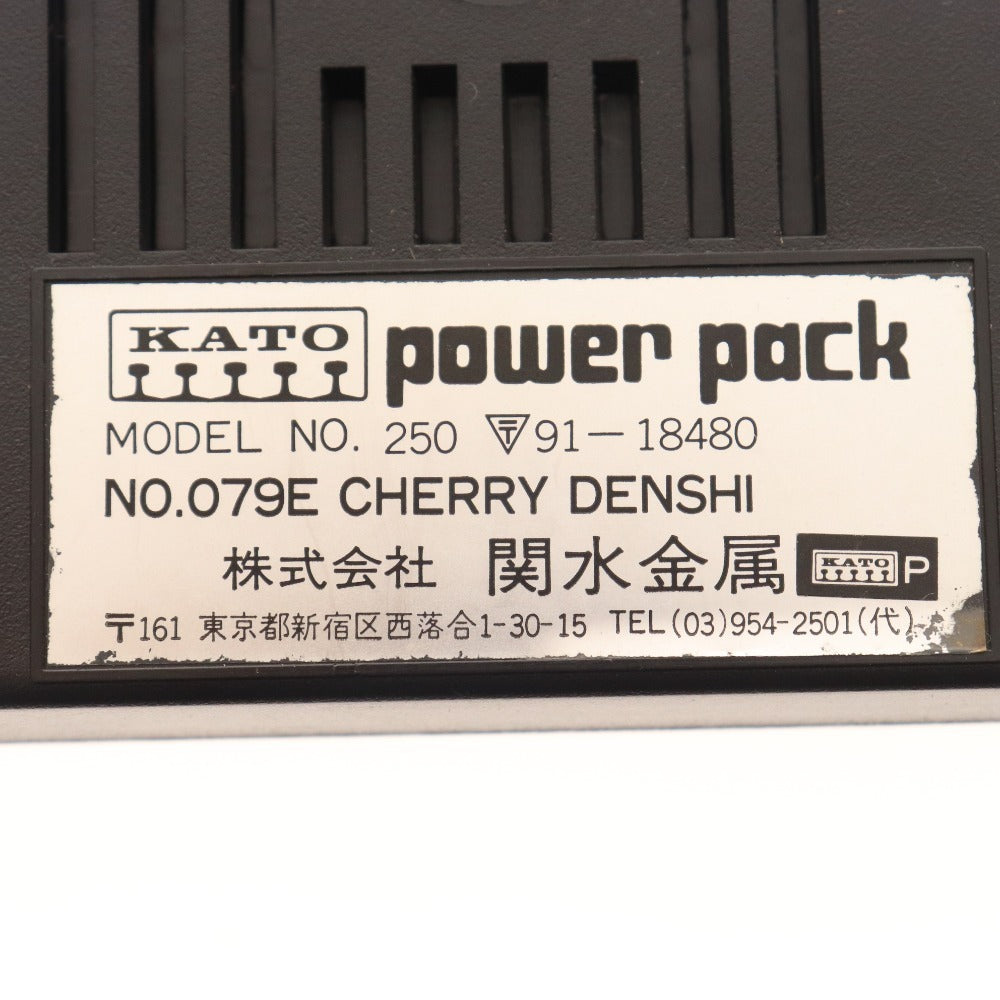 KATO power pack
MODEL NO. 250 〒91-18480
NO.079E CHERRY DENSHI
株式会社 関水金属 KATO P
〒161 東京都新宿区西落合1-30-15 TEL(03)954-2501(代)